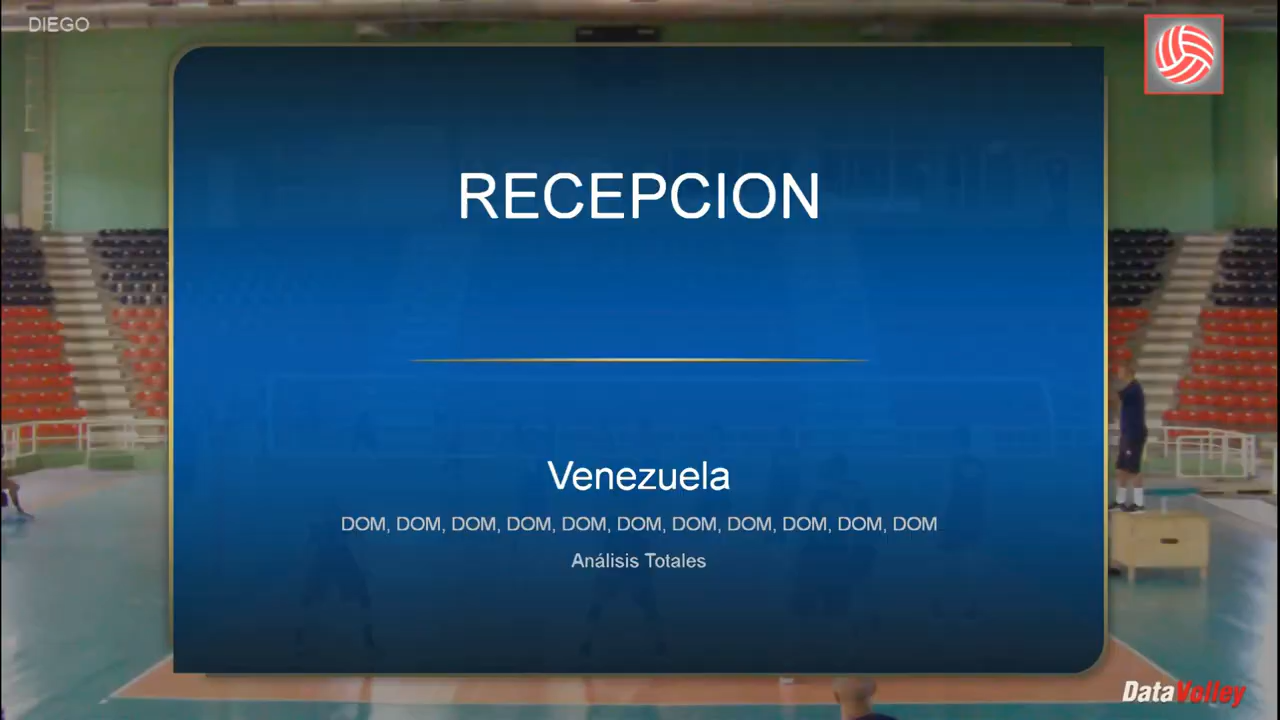 DIEGO
RECEPCION
Venezuela
DOM, DOM, DOM, DOM, DOM, DOM, DOM, DOM, DOM, DOM, DOM
Análisis Totales
DataVolley